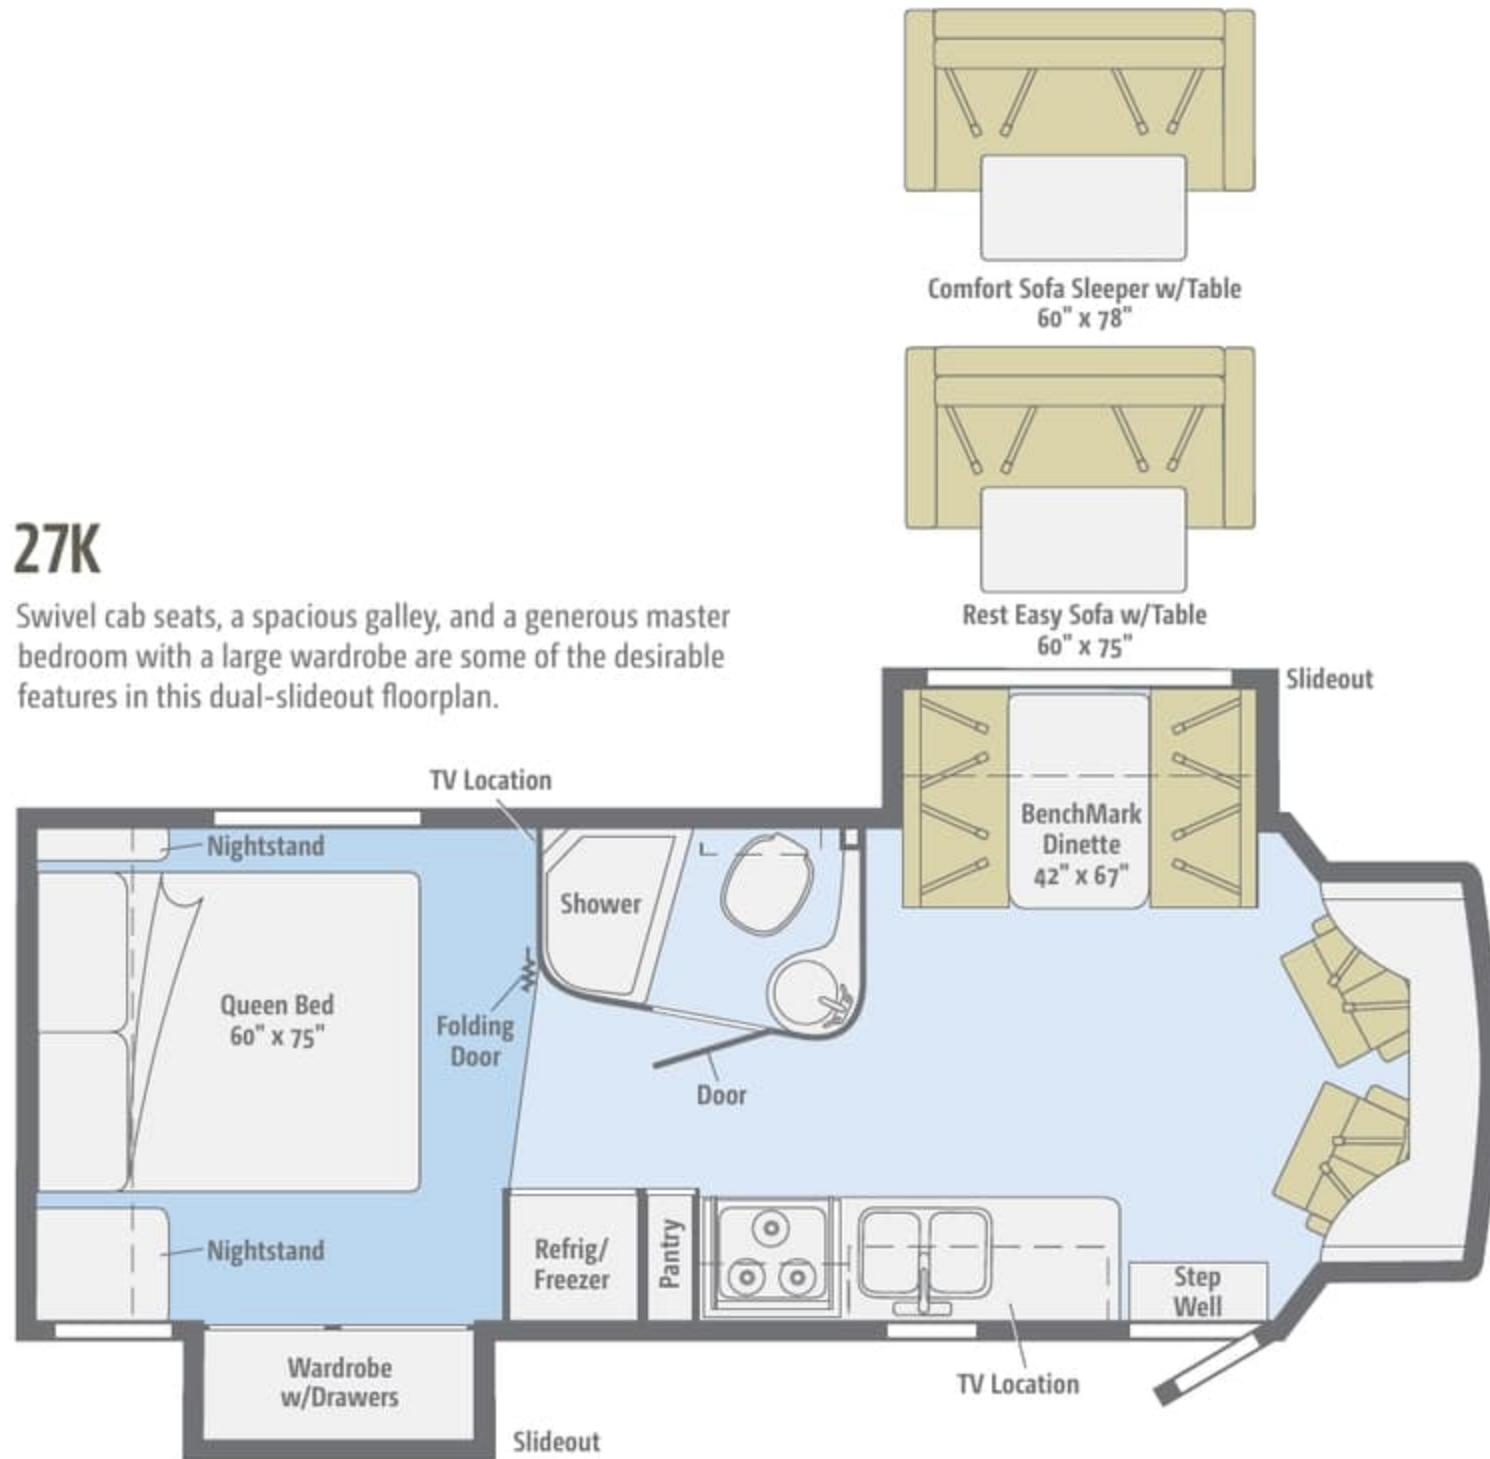 Comfort Sofa Sleeper w/Table
60" x 78"
Rest Easy Sofa w/Table
60" x 75"
27K
Swivel cab seats, a spacious galley, and a generous master
bedroom with a large wardrobe are some of the desirable
features in this dual-slideout floorplan.
Slideout
TV Location
BenchMark
Dinette
42" x 67"
Nightstand
Shower
Queen Bed
60" x 75"
Folding
Door
Door
Nightstand
Refrig/
Freezer
Pantry
Step
Well
Wardrobe
w/Drawers
TV Location
Slideout